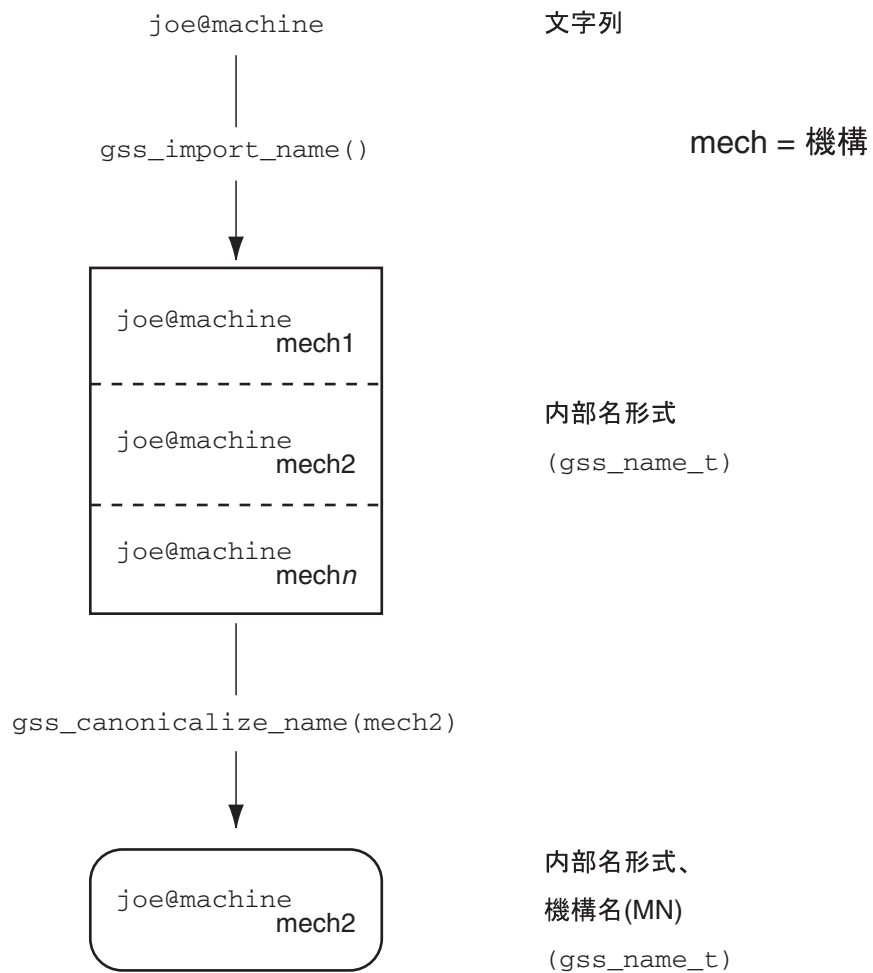 joe@machine
文字列
gss_import_name()
mech = 機構
joe@machine
mech1
joe@machine
mech2
内部名形式
(gss_name_t)
joe@machine
mechn
gss_canonicalize_name(mech2)
joe@machine
mech2
内部名形式、
機構名(MN)
(gss_name_t)